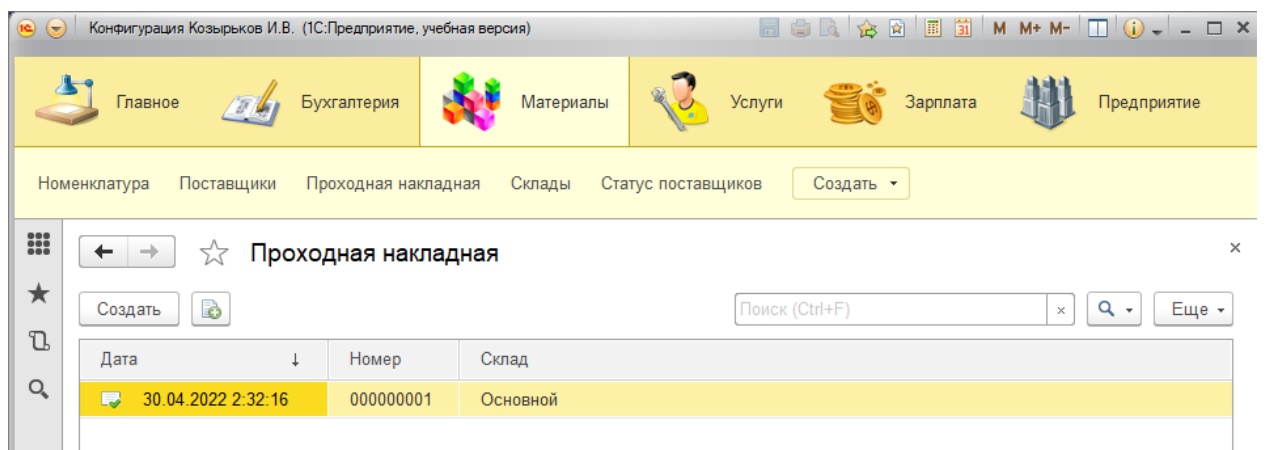 Конфигурация Козырьков И.В. (1С:Предприятие, учебная версия) 31 M M+ M-
Главное Бухгалтерия Материалы Услуги Зарплата Предприятие
Номенклатура Поставщики Проходная накладная Склады Статус поставщиков Создать
Проходная накладная
Создать Поиск (Ctrl+F) Еще
Дата ↓ Номер Склад
30.04.2022 2:32:16 000000001 Основной